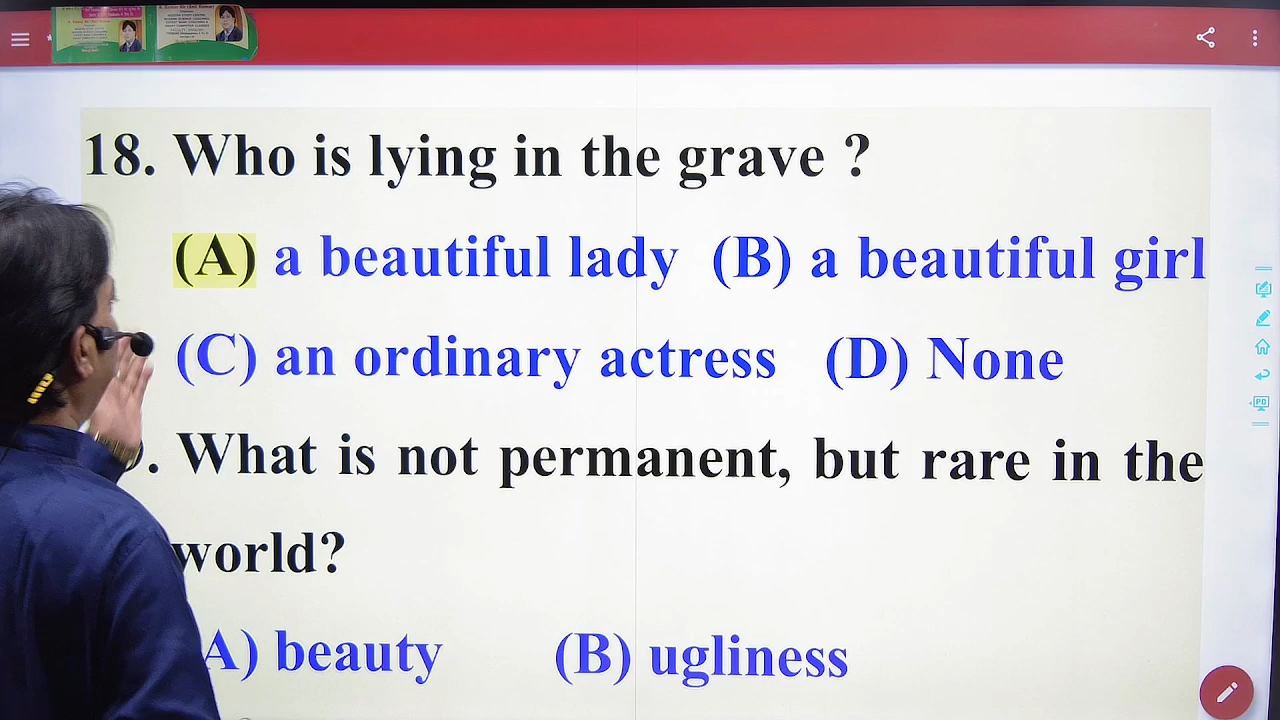 18. Who is lying in the grave ?
(A) a beautiful lady (B) a beautiful girl
(C) an ordinary actress (D) None
. What is not permanent, but rare in the
world?
A) beauty (B) ugliness